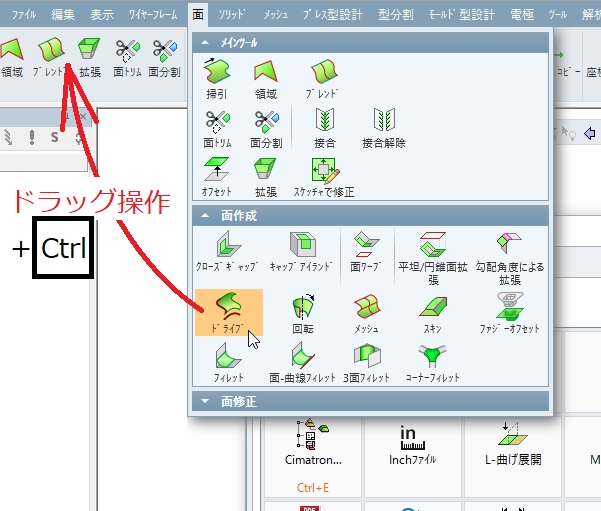 ファイル 編集 表示 ワイヤーフレーム 面 ソリッド メッシュ プレス型設計 型分割 モールド型設計 電極 ツール 解析
領域 ブレンド 拡張 面トリム 面分割
コピー 座標
S
メインツール
掃引 領域 ブレンド
面トリム 面分割 接合 接合解除
オフセット 拡張 スケッチャで修正
ドラッグ操作
+ Ctrl
面作成
クローズ ギャップ キャップ アイランド 面ワープ 平坦/円錐面拡張 勾配角度による拡張
ドライブ 回転 メッシュ スキン ファジーオフセット
フィレット 面-曲線フィレット 3面フィレット コーナーフィレット
面修正
Cimatron... Inchファイル L-曲げ展開 M
in
Ctrl+E